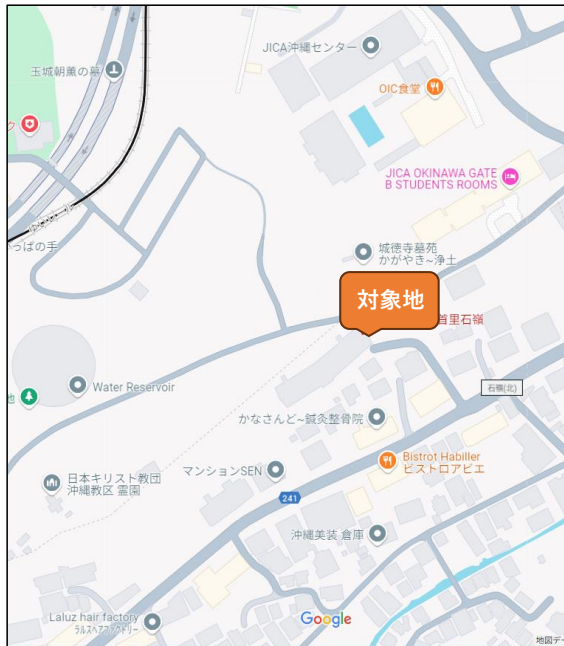 JICA沖縄センター
玉城朝薫の墓
OIC食堂
ク
JICA OKINAWA GATE
B STUDENTS ROOMS
っぱの手
城徳寺墓苑
かがやき~浄土
対象地
首里石嶺
Water Reservoir
石嶺(北)
池
かなさんど~鍼灸整骨院
Bistrot Habiller
ビストロアビエ
マンションSEN
日本キリスト教団
沖縄教区 霊園
241
沖縄美装 倉庫
Laluz hair factory
ラルズヘアファクトリー
Google
地図デー